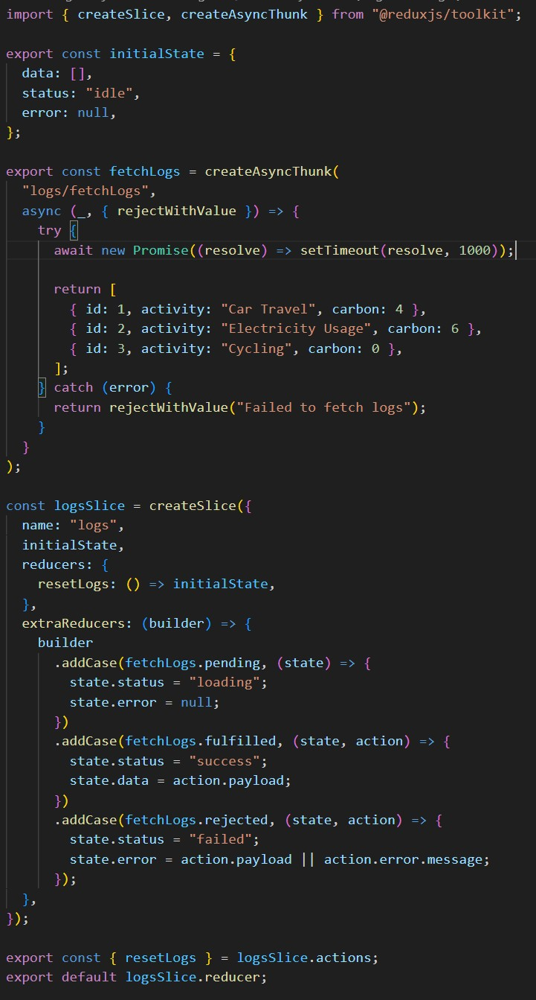 import { createSlice, createAsyncThunk } from "@reduxjs/toolkit";

export const initialState = {
  data: [],
  status: "idle",
  error: null,
};

export const fetchLogs = createAsyncThunk(
  "logs/fetchLogs",
  async (_, { rejectWithValue }) => {
    try {
      await new Promise((resolve) => setTimeout(resolve, 1000));

      return [
        { id: 1, activity: "Car Travel", carbon: 4 },
        { id: 2, activity: "Electricity Usage", carbon: 6 },
        { id: 3, activity: "Cycling", carbon: 0 },
      ];
    } catch (error) {
      return rejectWithValue("Failed to fetch logs");
    }
  }
);

const logsSlice = createSlice({
  name: "logs",
  initialState,
  reducers: {
    resetLogs: () => initialState,
  },
  extraReducers: (builder) => {
    builder
      .addCase(fetchLogs.pending, (state) => {
        state.status = "loading";
        state.error = null;
      })
      .addCase(fetchLogs.fulfilled, (state, action) => {
        state.status = "success";
        state.data = action.payload;
      })
      .addCase(fetchLogs.rejected, (state, action) => {
        state.status = "failed";
        state.error = action.payload || action.error.message;
      });
  },
});

export const { resetLogs } = logsSlice.actions;
export default logsSlice.reducer;